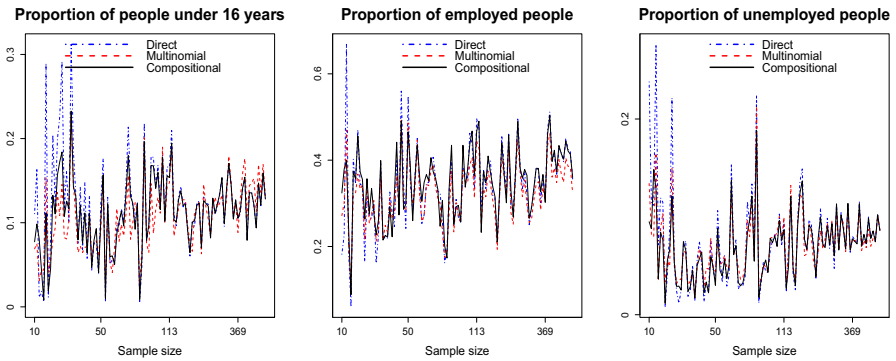 Proportion of people under 16 years
Direct
Multinomial
Compositional
0.3
0.2
0.1
0
10
50
113
369
Sample size
Proportion of employed people
Direct
Multinomial
Compositional
0.6
0.4
0.2
10
50
113
369
Sample size
Proportion of unemployed people
Direct
Multinomial
Compositional
0.2
0
10
50
113
369
Sample size